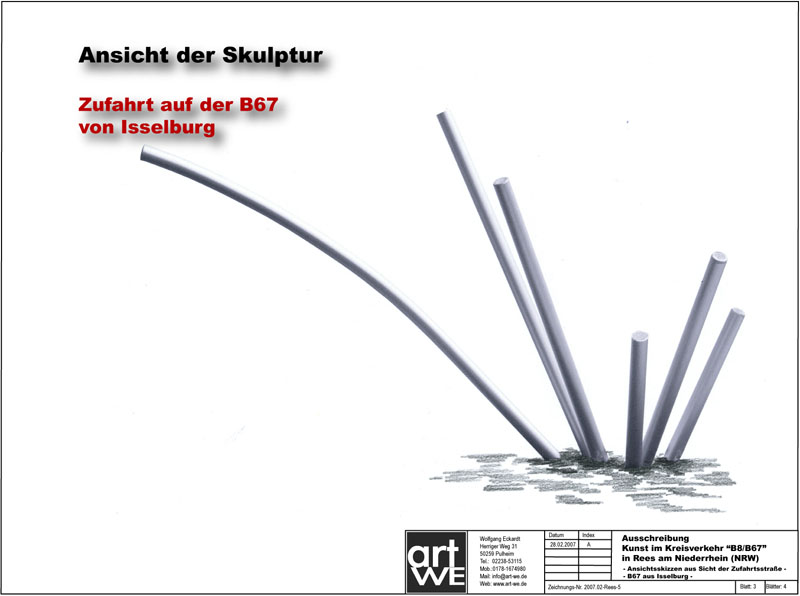 Ansicht der Skulptur
Zufahrt auf der B67
von Isselburg
art
WE
Wolfgang Eckardt
Herriger Weg 31
50259 Pulheim
Tel.: 02238-53115
Mob.:0178-1674980
Mail: info@art-we.de
Web: www.art-we.de
Datum Index
28.02.2007 A
Zeichnungs-Nr. 2007.02-Rees-5
Ausschreibung
Kunst im Kreisverkehr “B8/B67”
in Rees am Niederrhein (NRW)
- Ansichtskizzen aus Sicht der Zufahrtsstraße -
- B67 aus Isselburg -
Blatt: 3 Blätter: 4